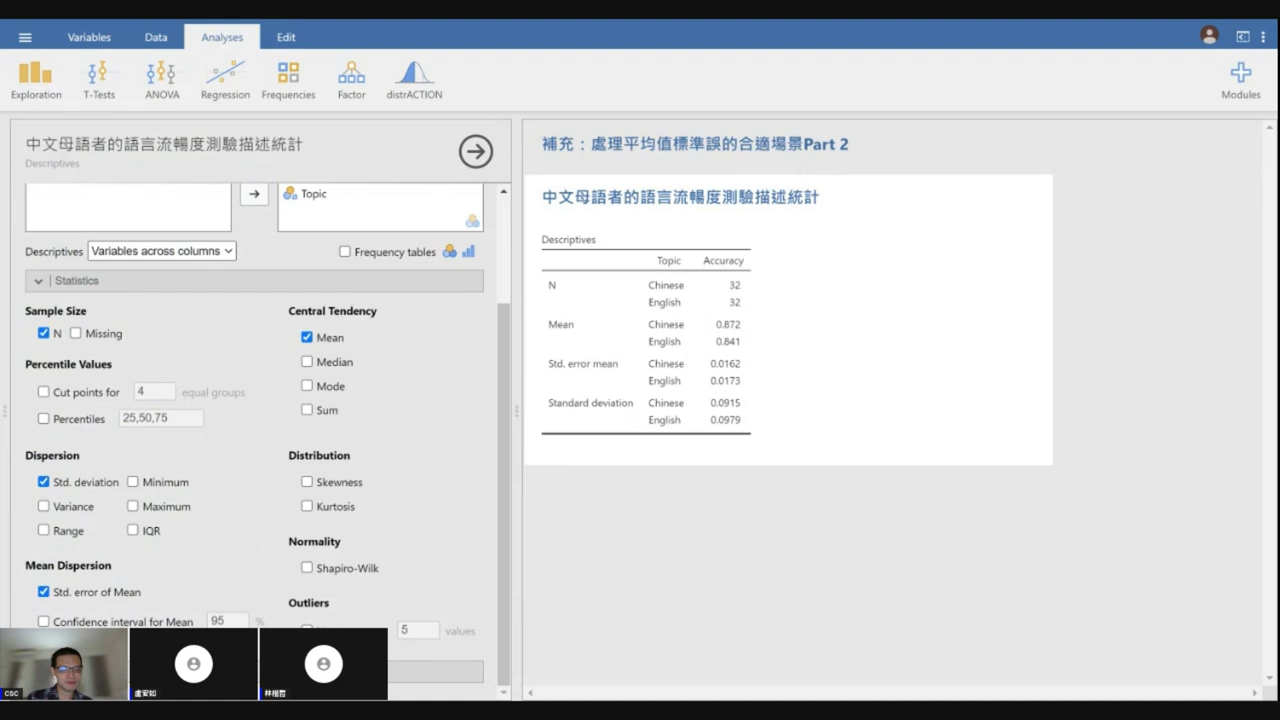 Variables Data Analyses Edit
Exploration T-Tests ANOVA Regression Frequencies Factor distrACTION Modules
中文母語者的語言流暢度測驗描述統計
Descriptives
Topic
Descriptives Variables across columns Frequency tables
Statistics
Sample Size
N Missing
Percentile Values
Cut points for 4 equal groups
Percentiles 25,50,75
Dispersion
Std. deviation Minimum
Variance Maximum
Range IQR
Mean Dispersion
Std. error of Mean
Confidence interval for Mean 95 %
Central Tendency
Mean
Median
Mode
Sum
Distribution
Skewness
Kurtosis
Normality
Shapiro-Wilk
Outliers
5 values
補充：處理平均值標準誤的合適場景Part 2
中文母語者的語言流暢度測驗描述統計
Descriptives
Topic Accuracy
N Chinese 32
English 32
Mean Chinese 0.872
English 0.841
Std. error mean Chinese 0.0162
English 0.0173
Standard deviation Chinese 0.0915
English 0.0979
csc